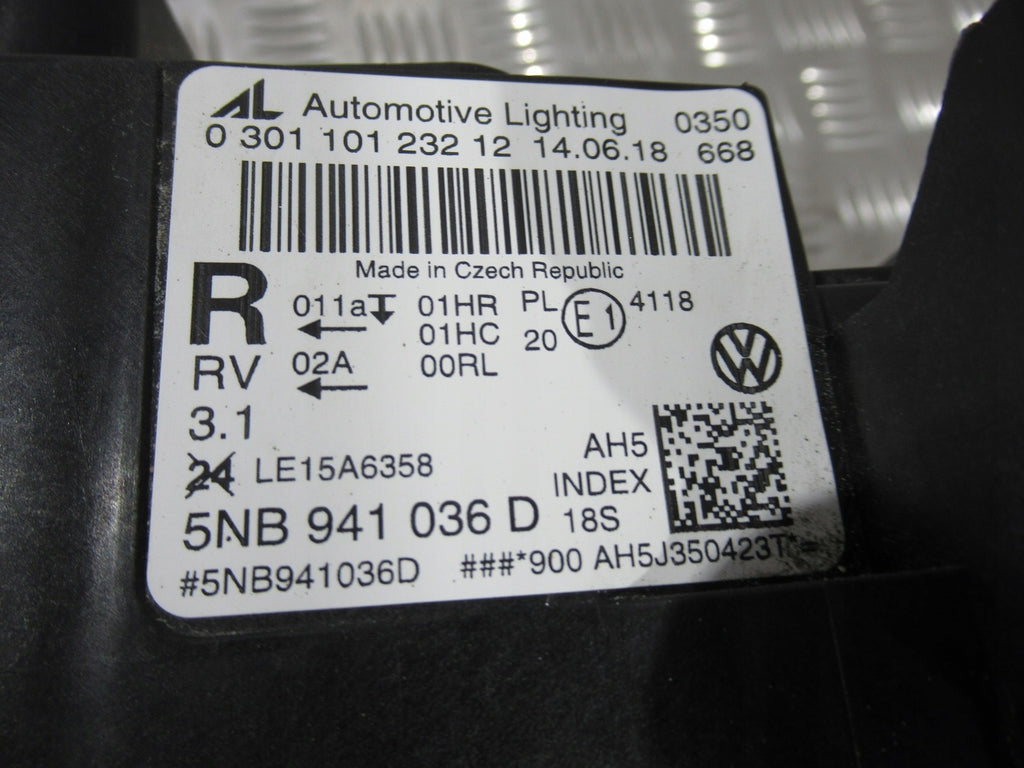 AL Automotive Lighting 0350
0 301 101 232 12 14.06.18 668
Made in Czech Republic
R 011a 01HR PL E1 4118
01HC 20
RV 02A 00RL
VW
3.1
24 LE15A6358 AH5
INDEX
5NB 941 036 D 18S
#5NB941036D ###*900 AH5J350423T*=